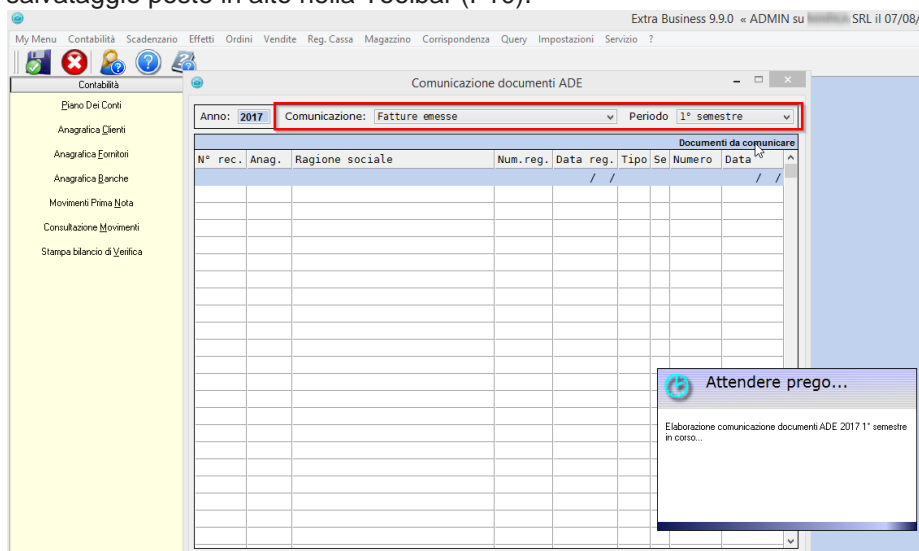 salvataggio posto in alto nella Toolbar (F10).
Extra Business 9.9.0 « ADMIN su SRL il 07/08/
My Menu Contabilità Scadenzario Effetti Ordini Vendite Reg. Cassa Magazzino Corrispondenza Query Impostazioni Servizio ?
Contabilità
Piano Dei Conti
Anagrafica Clienti
Anagrafica Fornitori
Anagrafica Banche
Movimenti Prima Nota
Consultazione Movimenti
Stampa bilancio di Verifica
Comunicazione documenti ADE
Anno: 2017 Comunicazione: Fatture emesse Periodo 1° semestre
Documenti da comunicare
N° rec. Anag. Ragione sociale Num.reg. Data reg. Tipo Se Numero Data
/ / / /
Attendere prego...
Elaborazione comunicazione documenti ADE 2017 1° semestre
in corso...